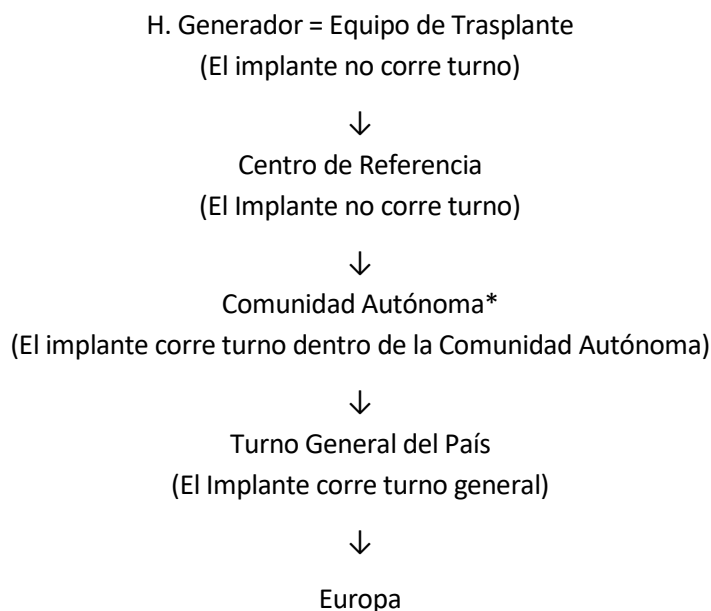 H. Generador = Equipo de Trasplante
(El implante no corre turno)
↓
Centro de Referencia
(El Implante no corre turno)
↓
Comunidad Autónoma*
(El implante corre turno dentro de la Comunidad Autónoma)
↓
Turno General del País
(El Implante corre turno general)
↓
Europa